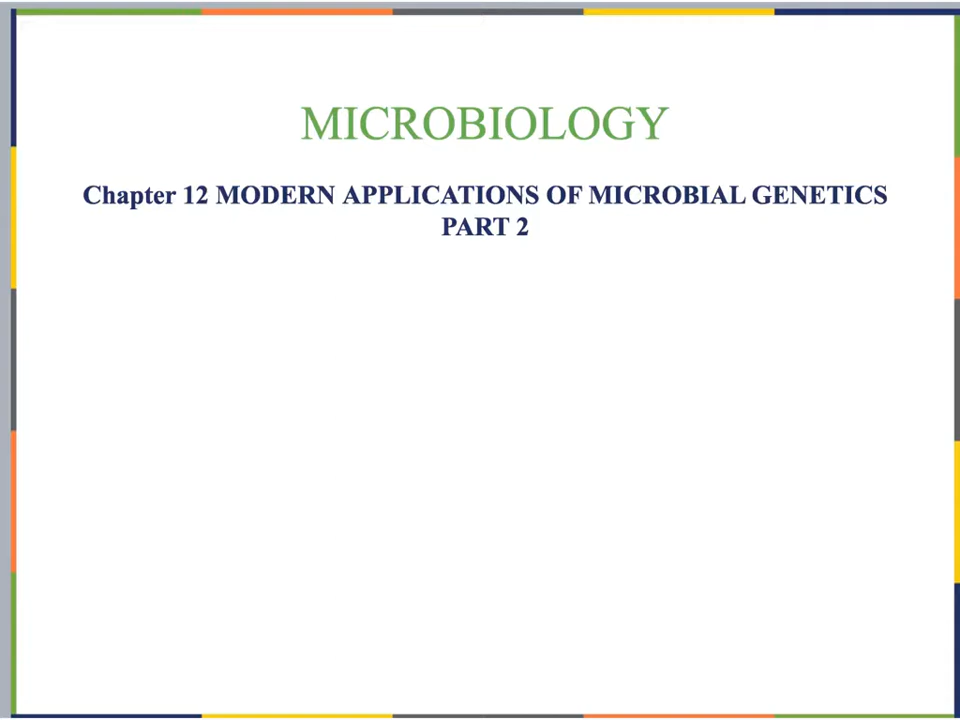 MICROBIOLOGY
Chapter 12 MODERN APPLICATIONS OF MICROBIAL GENETICS
PART 2